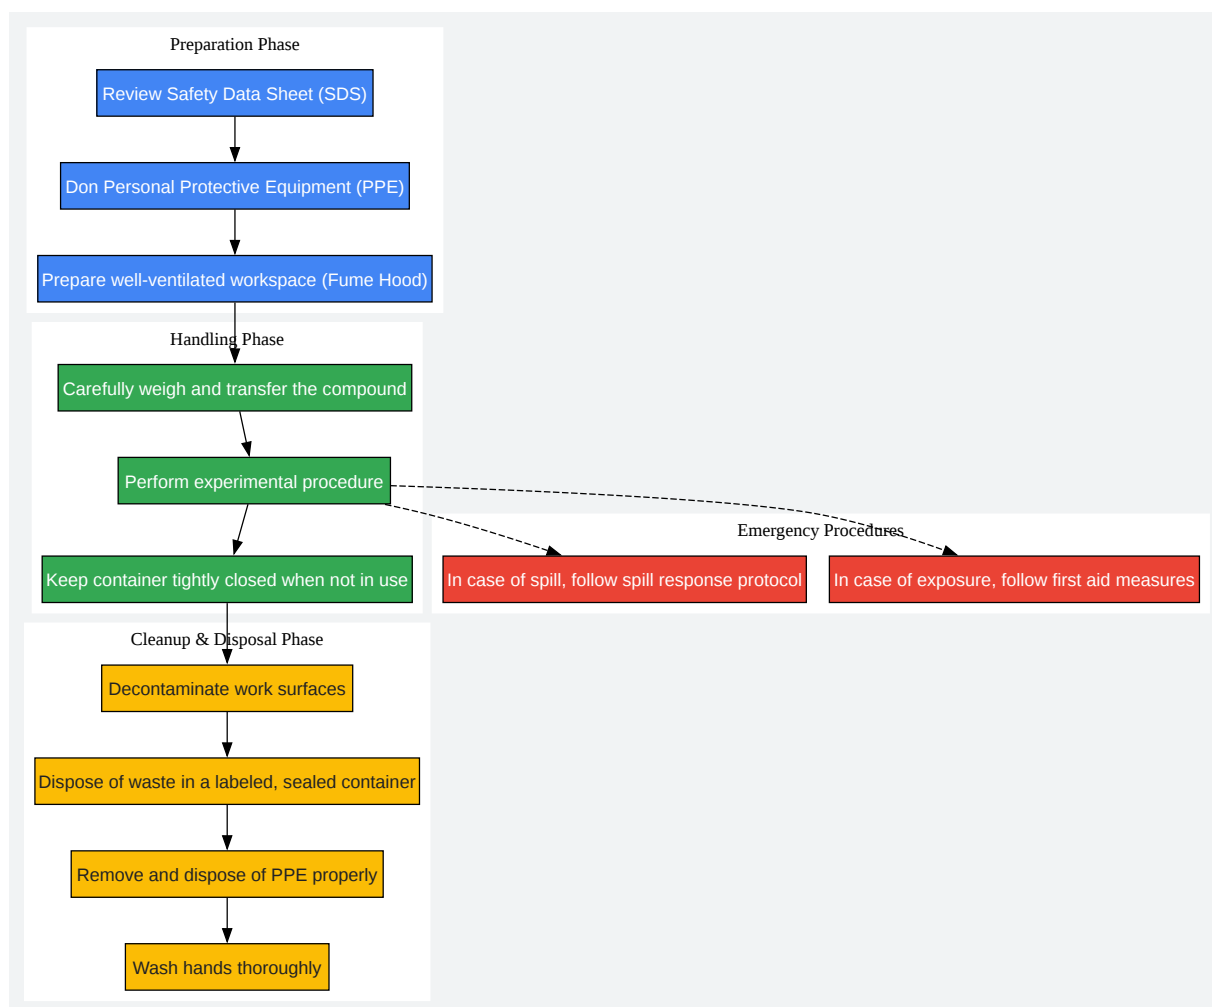 Preparation Phase
Review Safety Data Sheet (SDS)
Don Personal Protective Equipment (PPE)
Prepare well-ventilated workspace (Fume Hood)
Handling Phase
Carefully weigh and transfer the compound
Perform experimental procedure
Keep container tightly closed when not in use
Emergency Procedures
In case of spill, follow spill response protocol
In case of exposure, follow first aid measures
Cleanup & Disposal Phase
Decontaminate work surfaces
Dispose of waste in a labeled, sealed container
Remove and dispose of PPE properly
Wash hands thoroughly